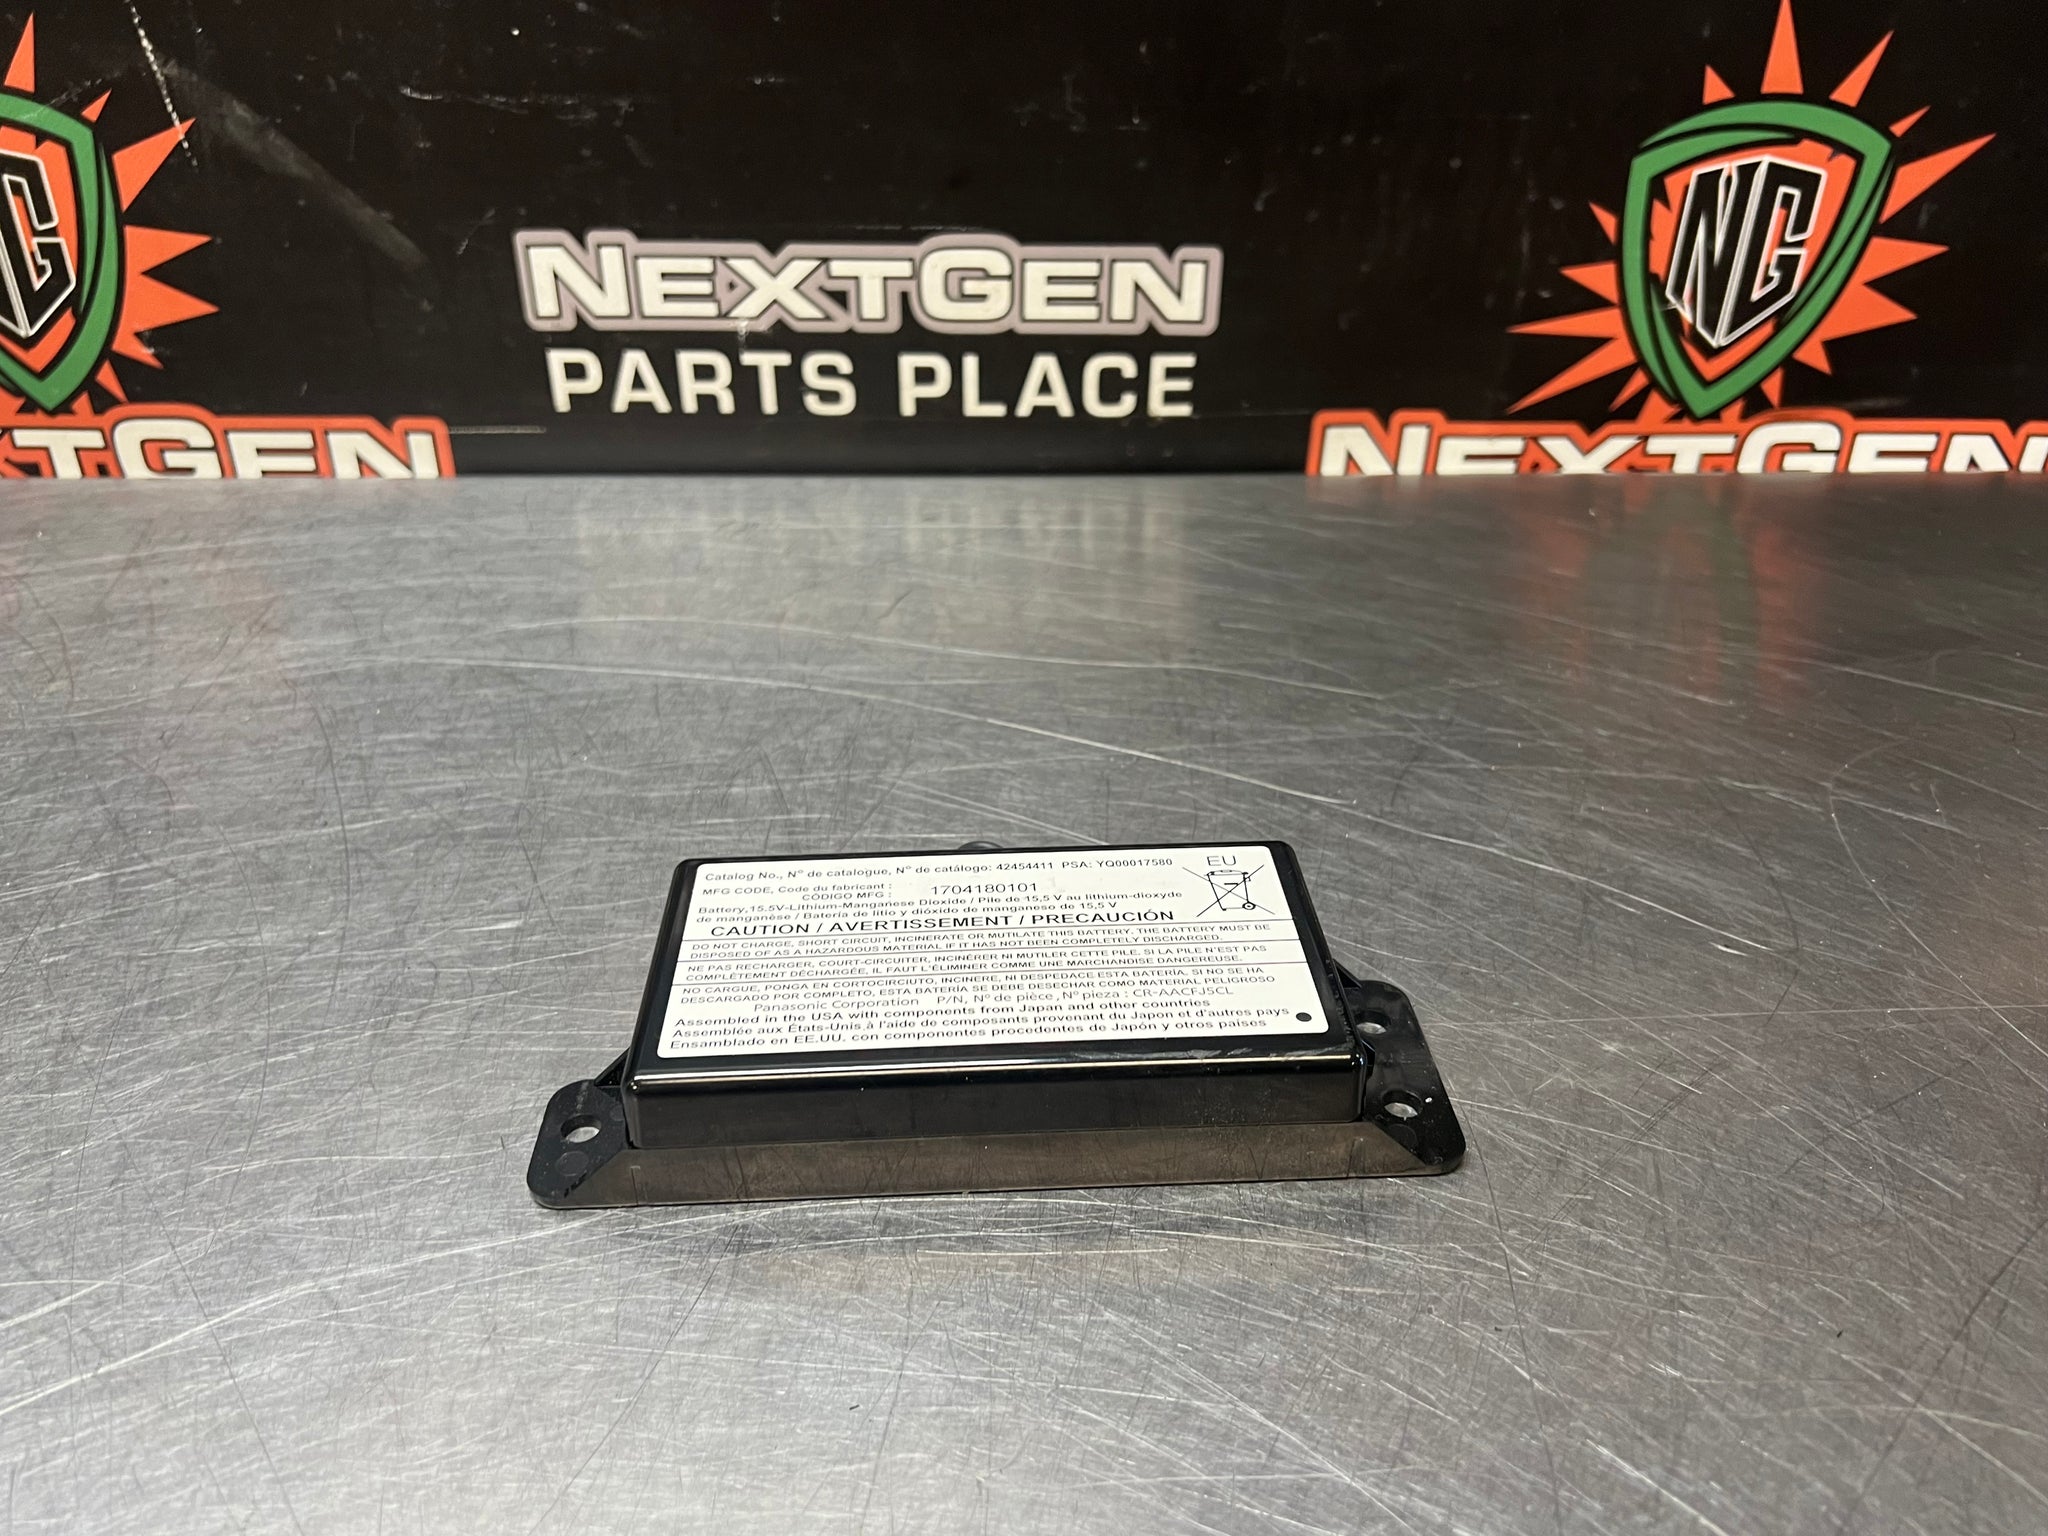 NG
NG
NEXTGEN
PARTS PLACE
XTGEN
NEXTGEN
Catalog No., N° de catalogue, N° de catálogo: 42454411 PSA: YQ00017580
EU
MFG CODE, Code du fabricant :
CÓDIGO MFG :
1704180101
Battery,15.5V-Lithium-Manganese Dioxide / Pile de 15,5 V au lithium-dioxyde
de manganèse / Batería de litio y dióxido de manganeso de 15,5 V
CAUTION / AVERTISSEMENT / PRECAUCIÓN
DO NOT CHARGE, SHORT CIRCUIT, INCINERATE OR MUTILATE THIS BATTERY. THE BATTERY MUST BE
DISPOSED OF AS A HAZARDOUS MATERIAL IF IT HAS NOT BEEN COMPLETELY DISCHARGED.
NE PAS RECHARGER, COURT-CIRCUITER, INCINÉRER NI MUTILER CETTE PILE. SI LA PILE N'EST PAS
COMPLÈTEMENT DÉCHARGÉE, IL FAUT L'ÉLIMINER COMME UNE MARCHANDISE DANGEREUSE.
NO CARGUE, PONGA EN CORTOCIRCIUTO, INCINERE, NI DESPEDACE ESTA BATERÍA. SI NO SE HA
DESCARGADO POR COMPLETO, ESTA BATERÍA SE DEBE DESECHAR COMO MATERIAL PELIGROSO
Panasonic Corporation P/N, N° de pièce, N° pieza : CR-AACFJ5CL
Assembled in the USA with components from Japan and other countries
Assemblée aux États-Unis à l'aide de composants provenant du Japon et d'autres pays
Ensamblado en EE.UU. con componentes procedentes de Japón y otros países